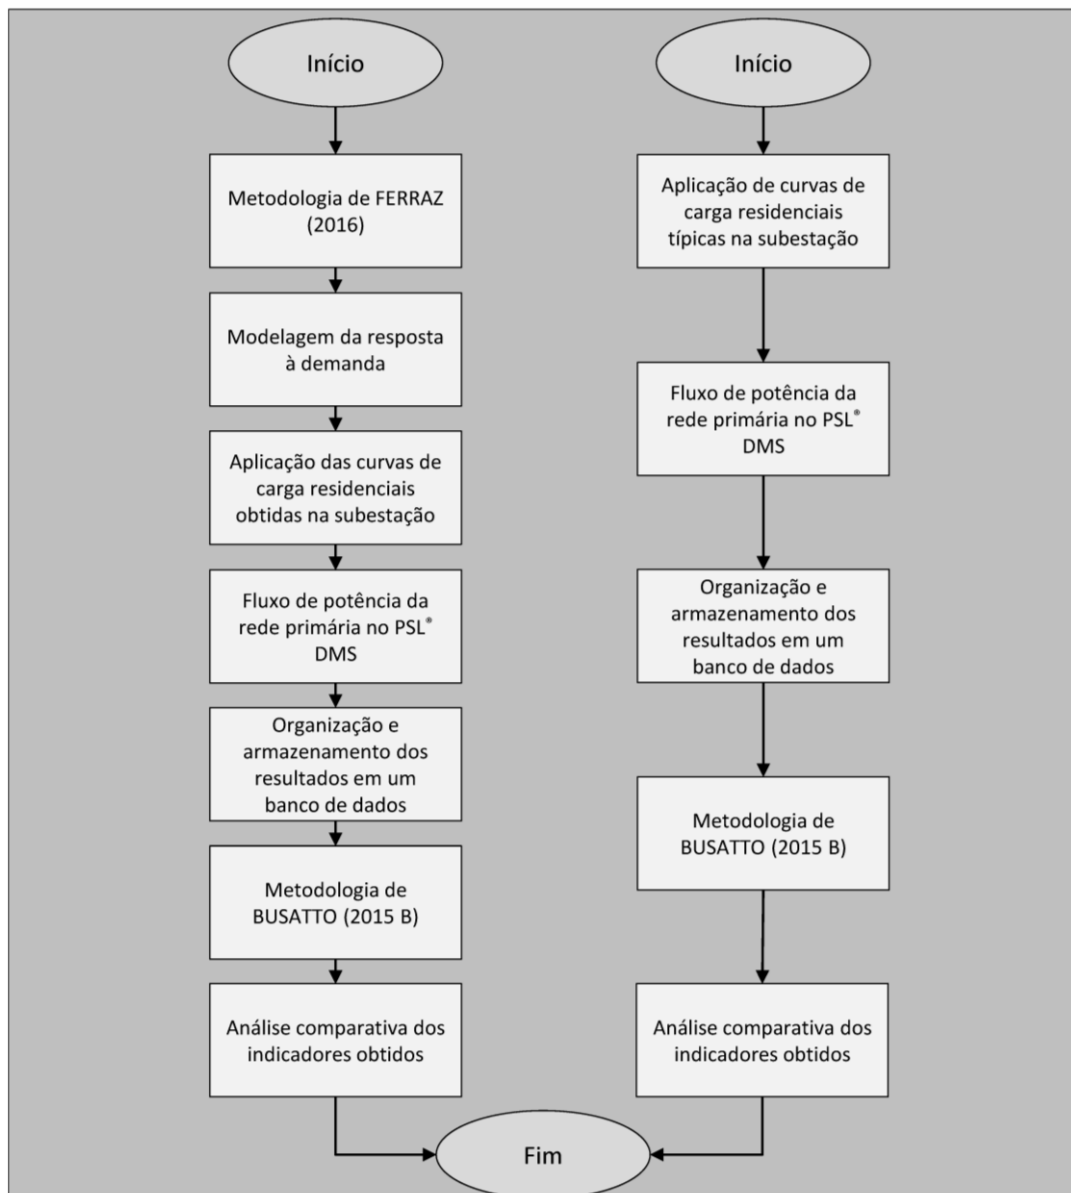 Início
Metodologia de FERRAZ
(2016)
Modelagem da resposta
à demanda
Aplicação das curvas de
carga residenciais
obtidas na subestação
Fluxo de potência da
rede primária no PSL®
DMS
Organização e
armazenamento dos
resultados em um
banco de dados
Metodologia de
BUSATTO (2015 B)
Análise comparativa dos
indicadores obtidos
Início
Aplicação de curvas de
carga residenciais
típicas na subestação
Fluxo de potência da
rede primária no PSL®
DMS
Organização e
armazenamento dos
resultados em um
banco de dados
Metodologia de
BUSATTO (2015 B)
Análise comparativa dos
indicadores obtidos
Fim